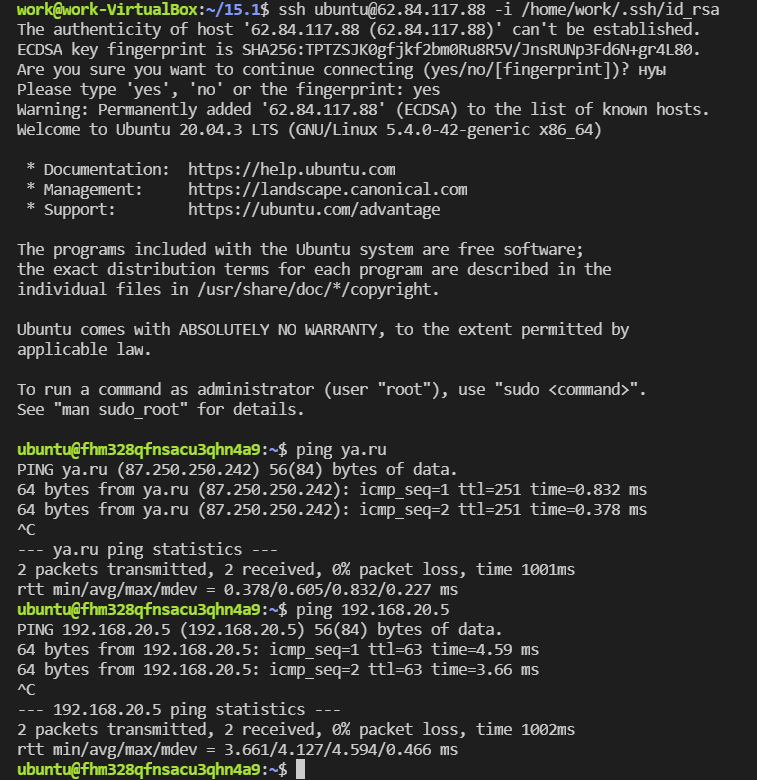 work@work-VirtualBox:~/15.1$ ssh ubuntu@62.84.117.88 -i /home/work/.ssh/id_rsa
The authenticity of host '62.84.117.88 (62.84.117.88)' can't be established.
ECDSA key fingerprint is SHA256:TPTZSJK0gfjkf2bm0Ru8R5V/JnsRUNp3Fd6N+gr4L80.
Are you sure you want to continue connecting (yes/no/[fingerprint])? нуы
Please type 'yes', 'no' or the fingerprint: yes
Warning: Permanently added '62.84.117.88' (ECDSA) to the list of known hosts.
Welcome to Ubuntu 20.04.3 LTS (GNU/Linux 5.4.0-42-generic x86_64)

 * Documentation:  https://help.ubuntu.com
 * Management:     https://landscape.canonical.com
 * Support:        https://ubuntu.com/advantage

The programs included with the Ubuntu system are free software;
the exact distribution terms for each program are described in the
individual files in /usr/share/doc/*/copyright.

Ubuntu comes with ABSOLUTELY NO WARRANTY, to the extent permitted by
applicable law.

To run a command as administrator (user "root"), use "sudo <command>".
See "man sudo_root" for details.

ubuntu@fhm328qfnsacu3qhn4a9:~$ ping ya.ru
PING ya.ru (87.250.250.242) 56(84) bytes of data.
64 bytes from ya.ru (87.250.250.242): icmp_seq=1 ttl=251 time=0.832 ms
64 bytes from ya.ru (87.250.250.242): icmp_seq=2 ttl=251 time=0.378 ms
^C
--- ya.ru ping statistics ---
2 packets transmitted, 2 received, 0% packet loss, time 1001ms
rtt min/avg/max/mdev = 0.378/0.605/0.832/0.227 ms
ubuntu@fhm328qfnsacu3qhn4a9:~$ ping 192.168.20.5
PING 192.168.20.5 (192.168.20.5) 56(84) bytes of data.
64 bytes from 192.168.20.5: icmp_seq=1 ttl=63 time=4.59 ms
64 bytes from 192.168.20.5: icmp_seq=2 ttl=63 time=3.66 ms
^C
--- 192.168.20.5 ping statistics ---
2 packets transmitted, 2 received, 0% packet loss, time 1002ms
rtt min/avg/max/mdev = 3.661/4.127/4.594/0.466 ms
ubuntu@fhm328qfnsacu3qhn4a9:~$